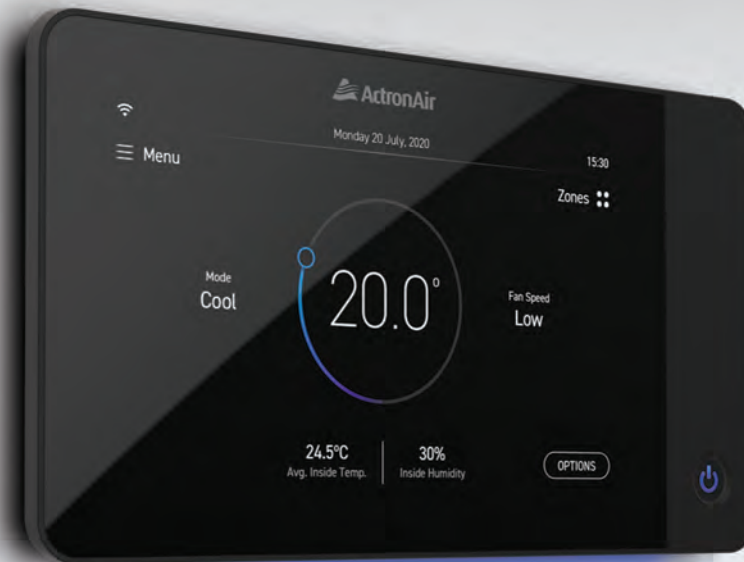 ActronAir
Monday 20 July, 2020
15:30
Menu
Zones
Mode
Cool
20.0°
Fan Speed
Low
24.5°C
Avg. Inside Temp.
30%
Inside Humidity
OPTIONS